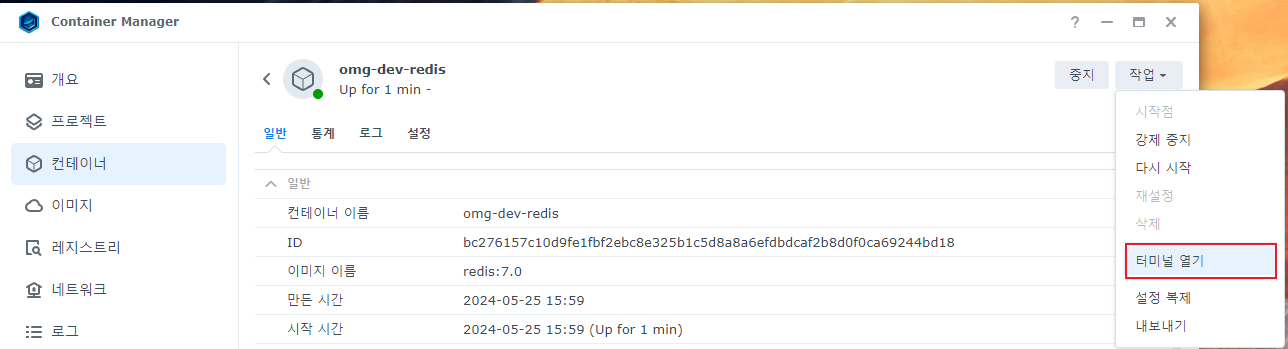 Container Manager
개요
프로젝트
컨테이너
이미지
레지스트리
네트워크
로그
omg-dev-redis
Up for 1 min -
중지
작업
일반 통계 로그 설정
일반
컨테이너 이름 omg-dev-redis
ID bc276157c10d9fe1fbf2ebc8e325b1c5d8a8a6efdbdcaf2b8d0f0ca69244bd18
이미지 이름 redis:7.0
만든 시간 2024-05-25 15:59
시작 시간 2024-05-25 15:59 (Up for 1 min)
시작점
강제 중지
다시 시작
재설정
삭제
터미널 열기
설정 복제
내보내기